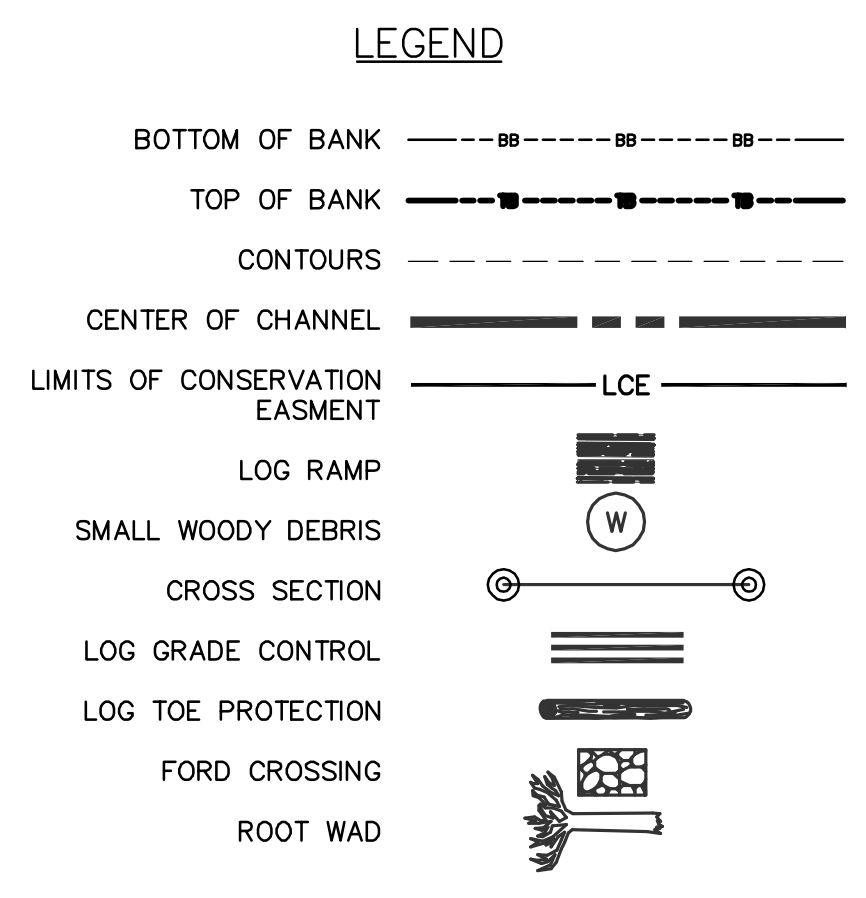 LEGEND
BOTTOM OF BANK BB BB BB
TOP OF BANK TB TB TB
CONTOURS
CENTER OF CHANNEL
LIMITS OF CONSERVATION LCE
EASMENT
LOG RAMP
SMALL WOODY DEBRIS W
CROSS SECTION
LOG GRADE CONTROL
LOG TOE PROTECTION
FORD CROSSING
ROOT WAD